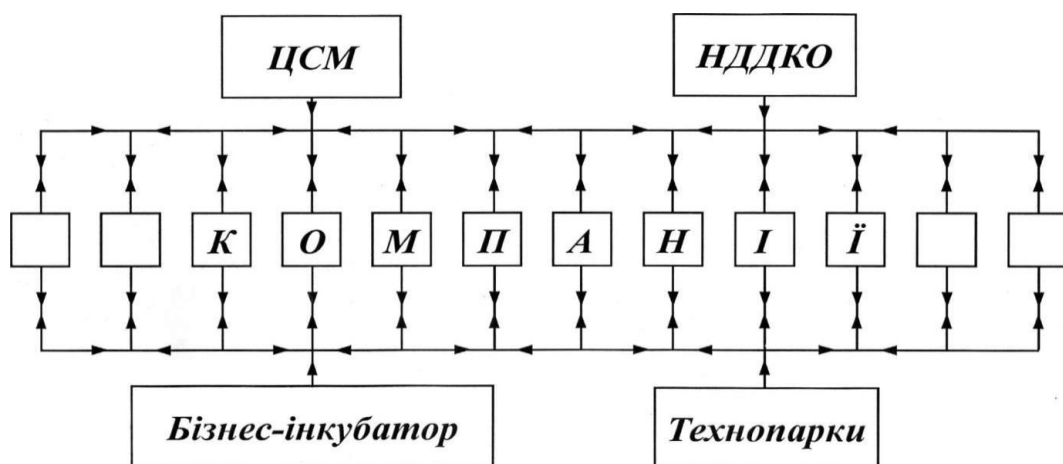 ЦСМ
НДДКО
К О М П А Н І Ї
Бізнес-інкубатор
Технопарки